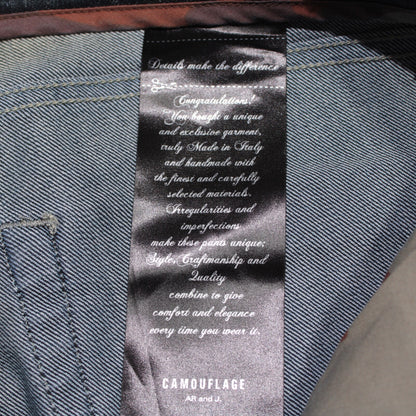 Details make the difference
Congratulations!
You bought a unique
and exclusive garment,
truly Made in Italy
and handmade with
the finest and carefully
selected materials.
Irregularities and
imperfections
make these pants unique;
Style, Craftmanship and
Quality
combine to give
comfort and elegance
every time you wear it.
CAMOUFLAGE
AR and J.